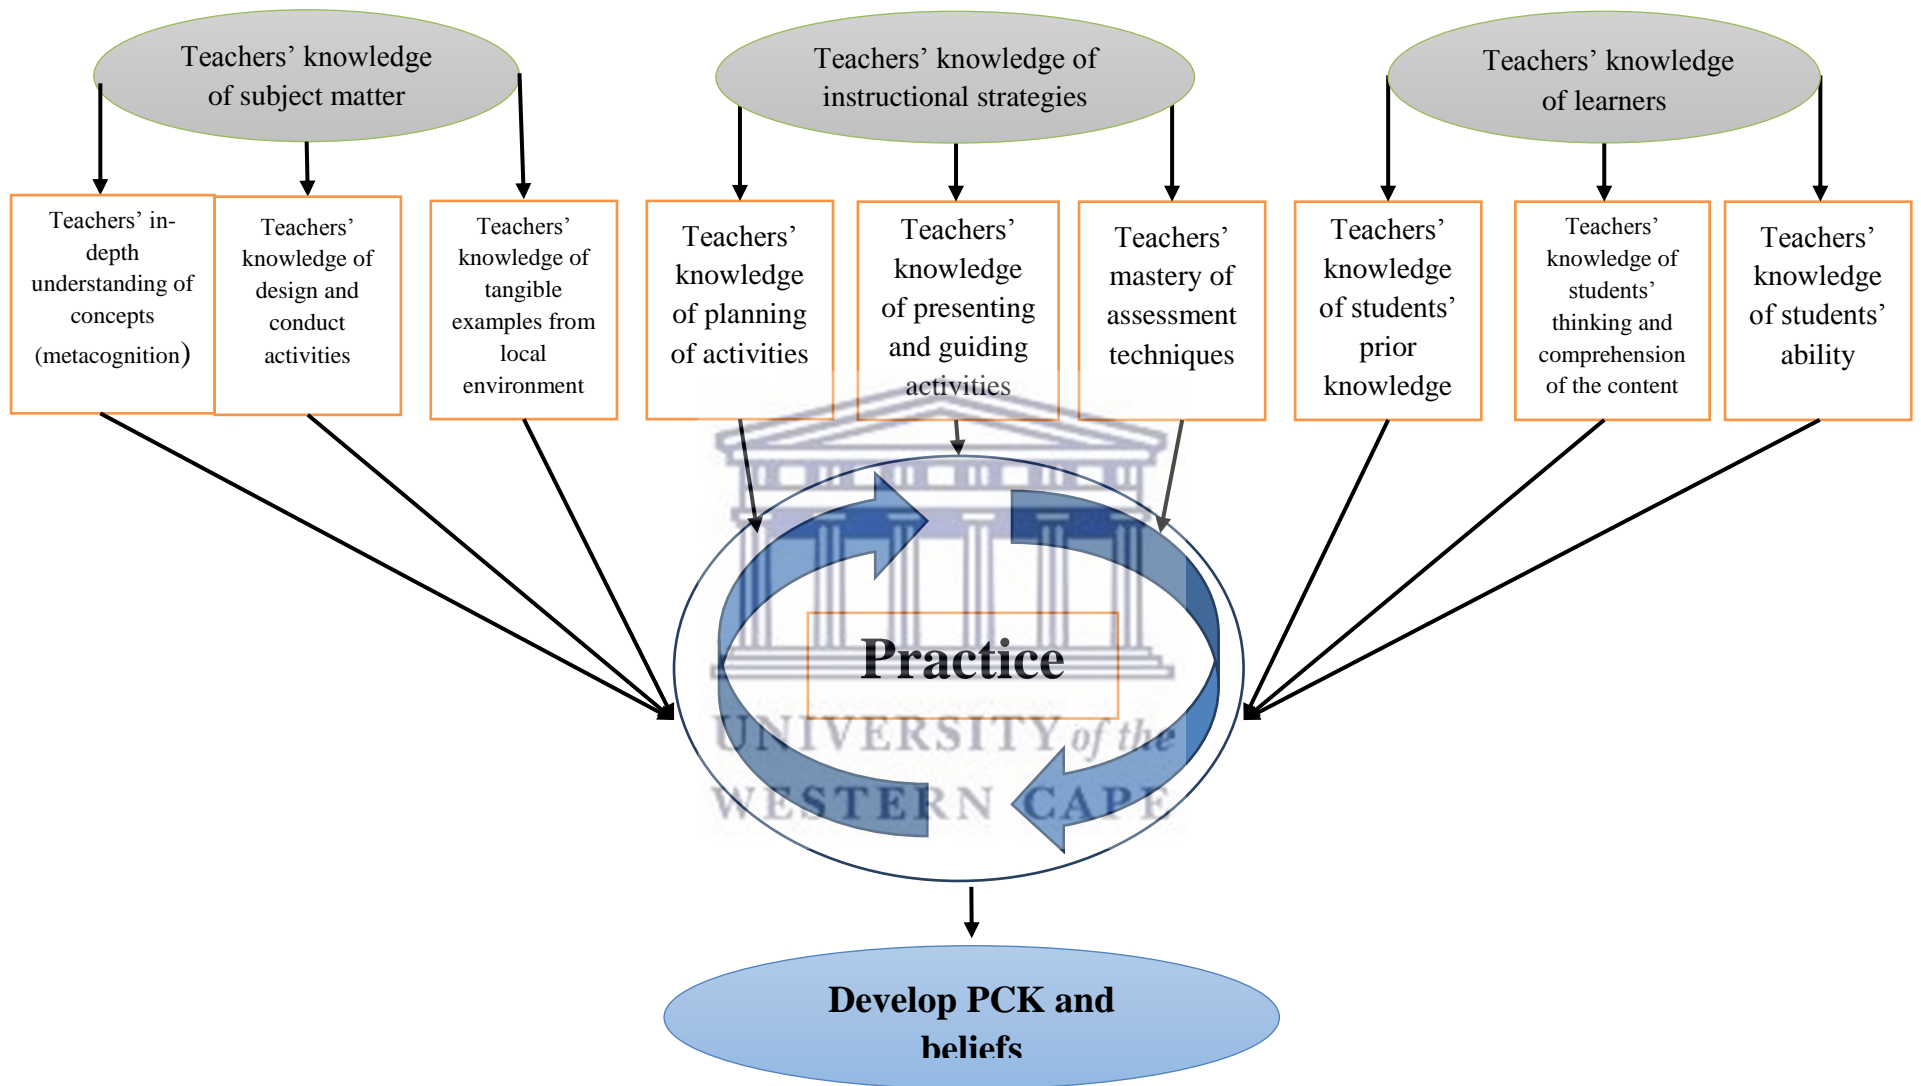 Teachers’ knowledge
of subject matter
Teachers’ knowledge of
instructional strategies
Teachers’ knowledge
of learners
Teachers’ in-
depth
understanding of
concepts
(metacognition)
Teachers’
knowledge of
design and
conduct
activities
Teachers’
knowledge of
tangible
examples from
local
environment
Teachers’
knowledge
of planning
of activities
Teachers’
knowledge
of presenting
and guiding
activities
Teachers’
mastery of
assessment
techniques
Teachers’
knowledge
of students’
prior
knowledge
Teachers’
knowledge of
students’
thinking and
comprehension
of the content
Teachers’
knowledge
of students’
ability
Practice
UNIVERSITY of the
WESTERN CAPE
Develop PCK and
beliefs